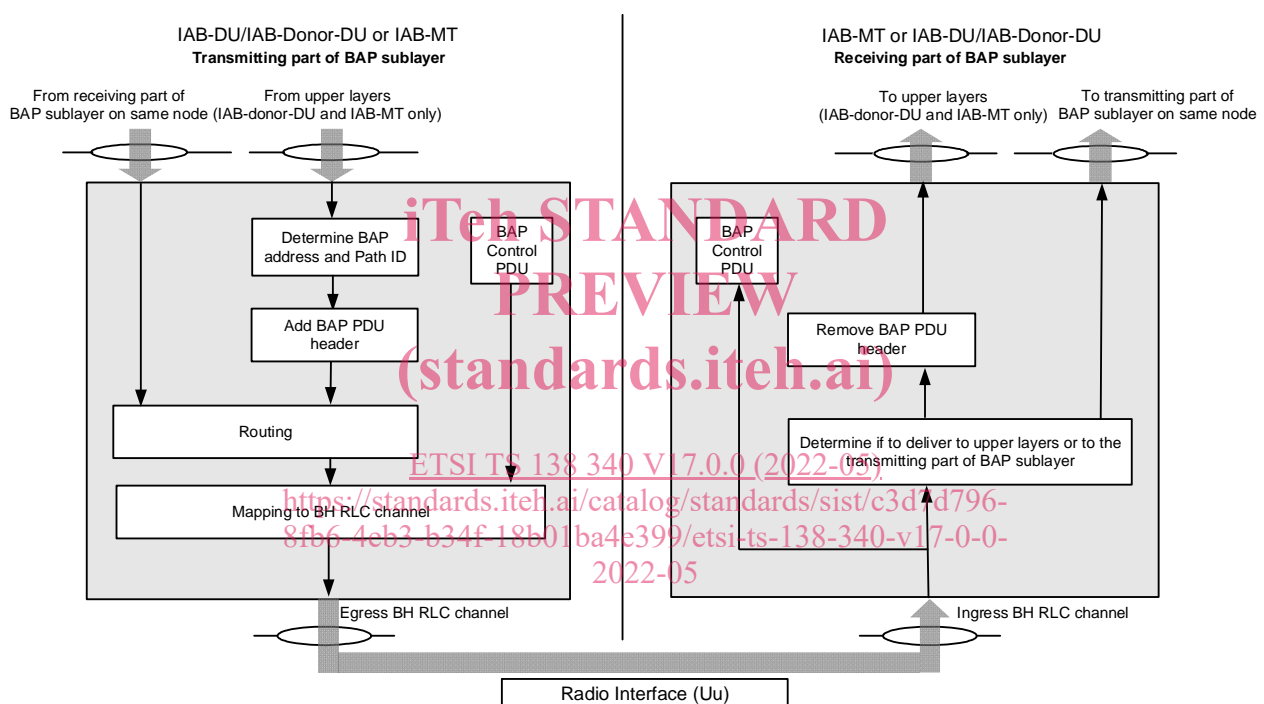 IAB-DU/IAB-Donor-DU or IAB-MT
Transmitting part of BAP sublayer
From receiving part of
BAP sublayer on same node
From upper layers
(IAB-donor-DU and IAB-MT only)
Determine BAP
address and Path ID
BAP
Control
PDU
Add BAP PDU
header
Routing
Mapping to BH RLC channel
Egress BH RLC channel
IAB-MT or IAB-DU/IAB-Donor-DU
Receiving part of BAP sublayer
To upper layers
(IAB-donor-DU and IAB-MT only)
To transmitting part of
BAP sublayer on same node
BAP
Control
PDU
Remove BAP PDU
header
Determine if to deliver to upper layers or to the
transmitting part of BAP sublayer
Ingress BH RLC channel
Radio Interface (Uu)
iTeh STANDARD
PREVIEW
(standards.iteh.ai)
ETSI TS 138 340 V17.0.0 (2022-05)
https://standards.iteh.ai/catalog/standards/sist/c3d7d796-
8fb6-4eb3-b34f-18b01ba4e399/etsi-ts-138-340-v17-0-0-
2022-05